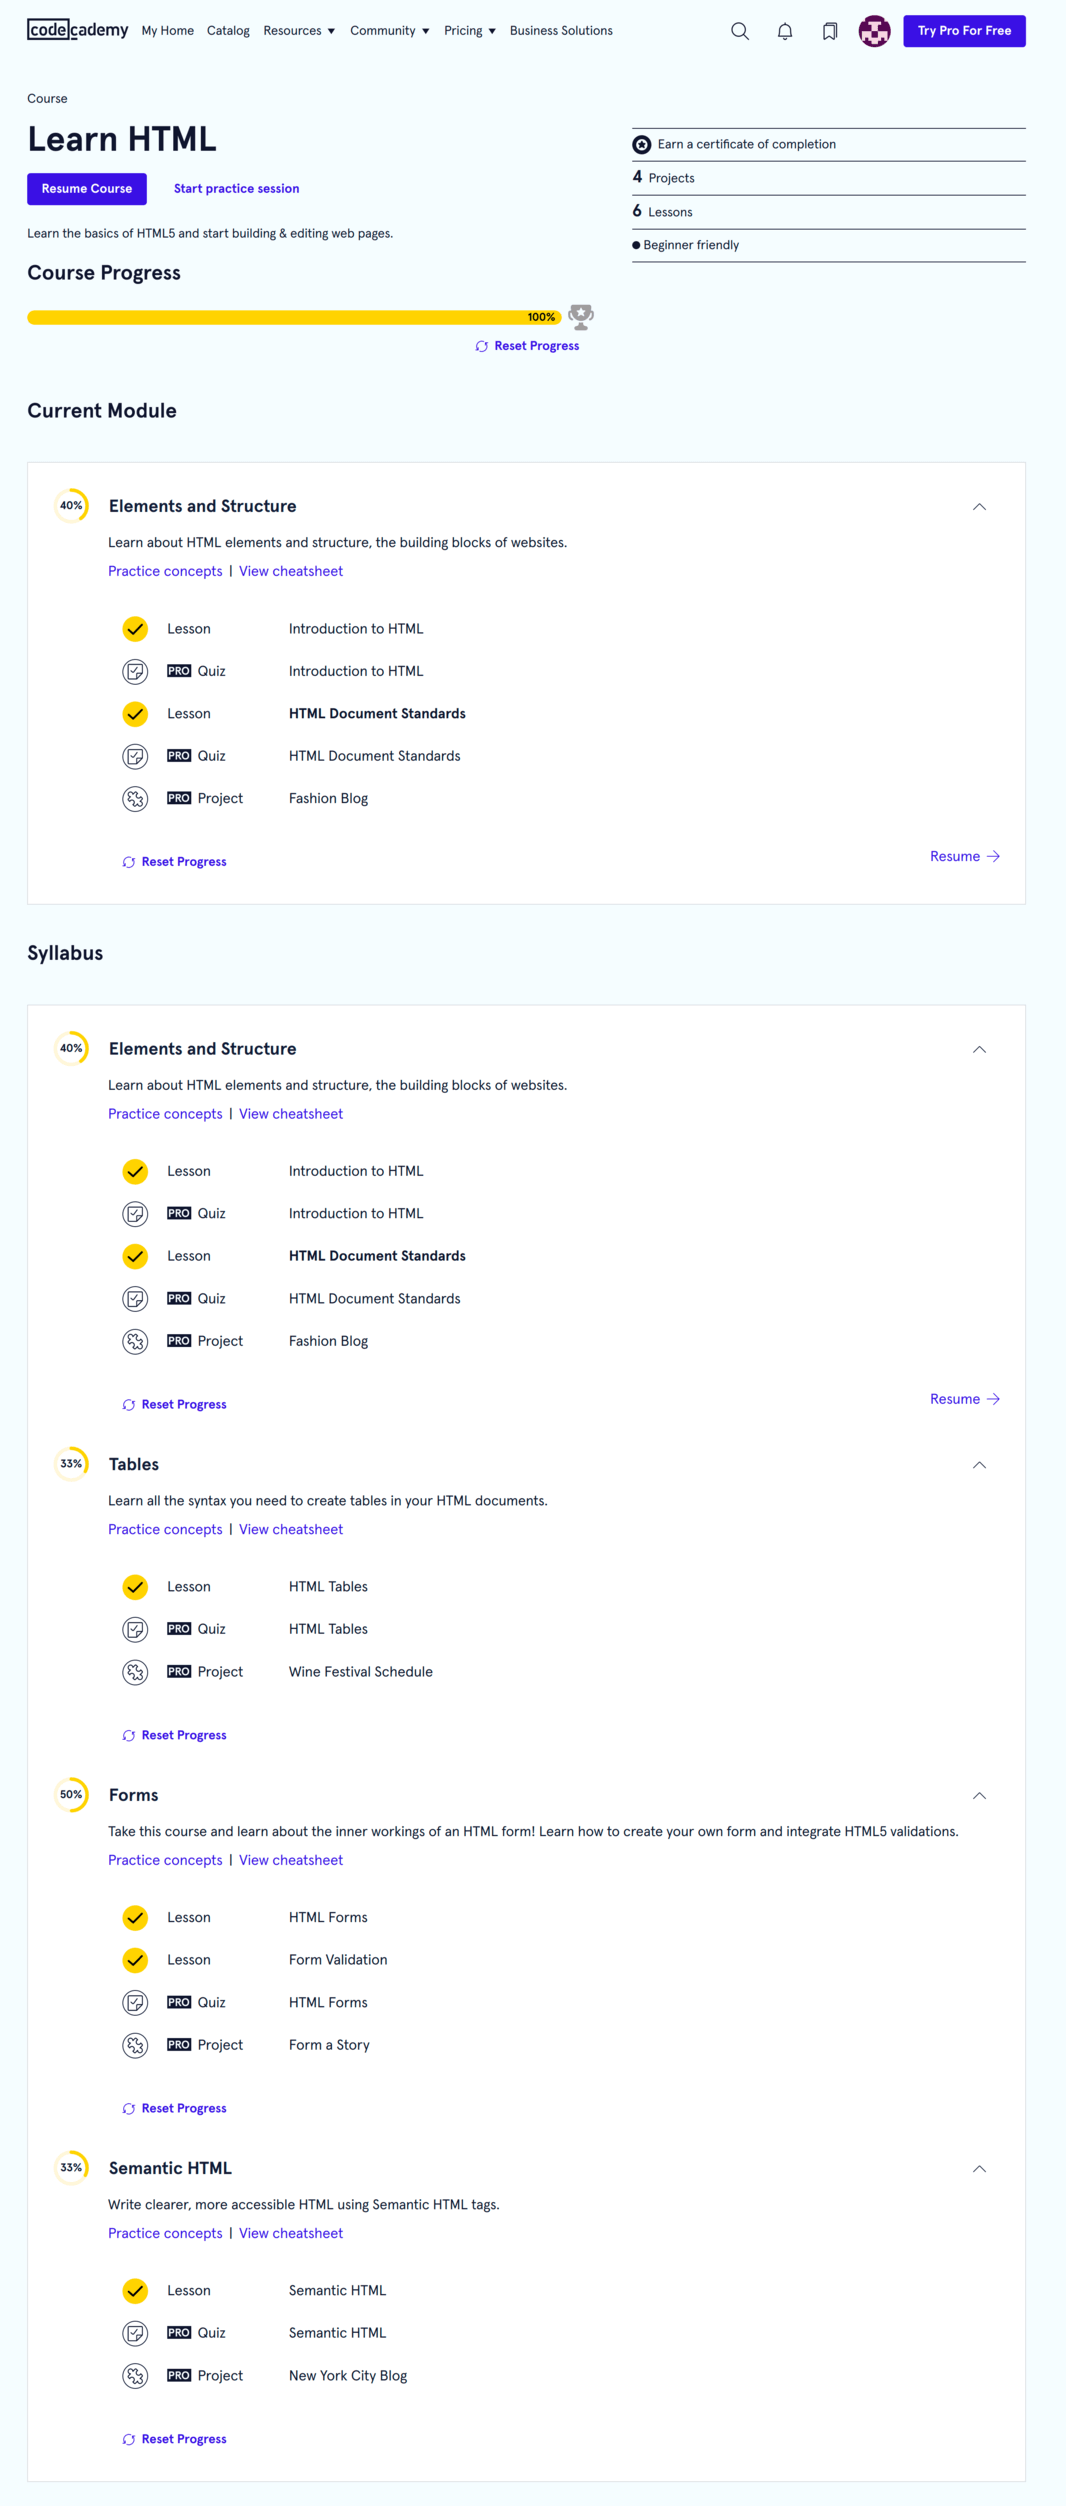 codecademy My Home Catalog Resources Community Pricing Business Solutions Try Pro For Free
Course
Learn HTML
Resume Course Start practice session
Learn the basics of HTML5 and start building & editing web pages.
Earn a certificate of completion
4 Projects
6 Lessons
Beginner friendly
Course Progress
100%
Reset Progress
Current Module
40% Elements and Structure
Learn about HTML elements and structure, the building blocks of websites.
Practice concepts | View cheatsheet
Lesson Introduction to HTML
PRO Quiz Introduction to HTML
Lesson HTML Document Standards
PRO Quiz HTML Document Standards
PRO Project Fashion Blog
Reset Progress Resume
Syllabus
40% Elements and Structure
Learn about HTML elements and structure, the building blocks of websites.
Practice concepts | View cheatsheet
Lesson Introduction to HTML
PRO Quiz Introduction to HTML
Lesson HTML Document Standards
PRO Quiz HTML Document Standards
PRO Project Fashion Blog
Reset Progress Resume
33% Tables
Learn all the syntax you need to create tables in your HTML documents.
Practice concepts | View cheatsheet
Lesson HTML Tables
PRO Quiz HTML Tables
PRO Project Wine Festival Schedule
Reset Progress
50% Forms
Take this course and learn about the inner workings of an HTML form! Learn how to create your own form and integrate HTML5 validations.
Practice concepts | View cheatsheet
Lesson HTML Forms
Lesson Form Validation
PRO Quiz HTML Forms
PRO Project Form a Story
Reset Progress
33% Semantic HTML
Write clearer, more accessible HTML using Semantic HTML tags.
Practice concepts | View cheatsheet
Lesson Semantic HTML
PRO Quiz Semantic HTML
PRO Project New York City Blog
Reset Progress